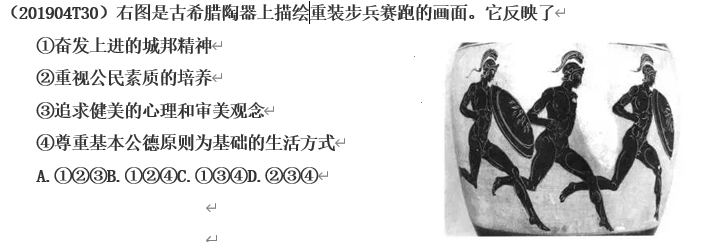 （201904T30）右图是古希腊陶器上描绘重装步兵赛跑的画面。它反映了
①奋发上进的城邦精神
②重视公民素质的培养
③追求健美的心理和审美观念
④尊重基本公德原则为基础的生活方式
A.①②③B.①②④C.①③④D.②③④